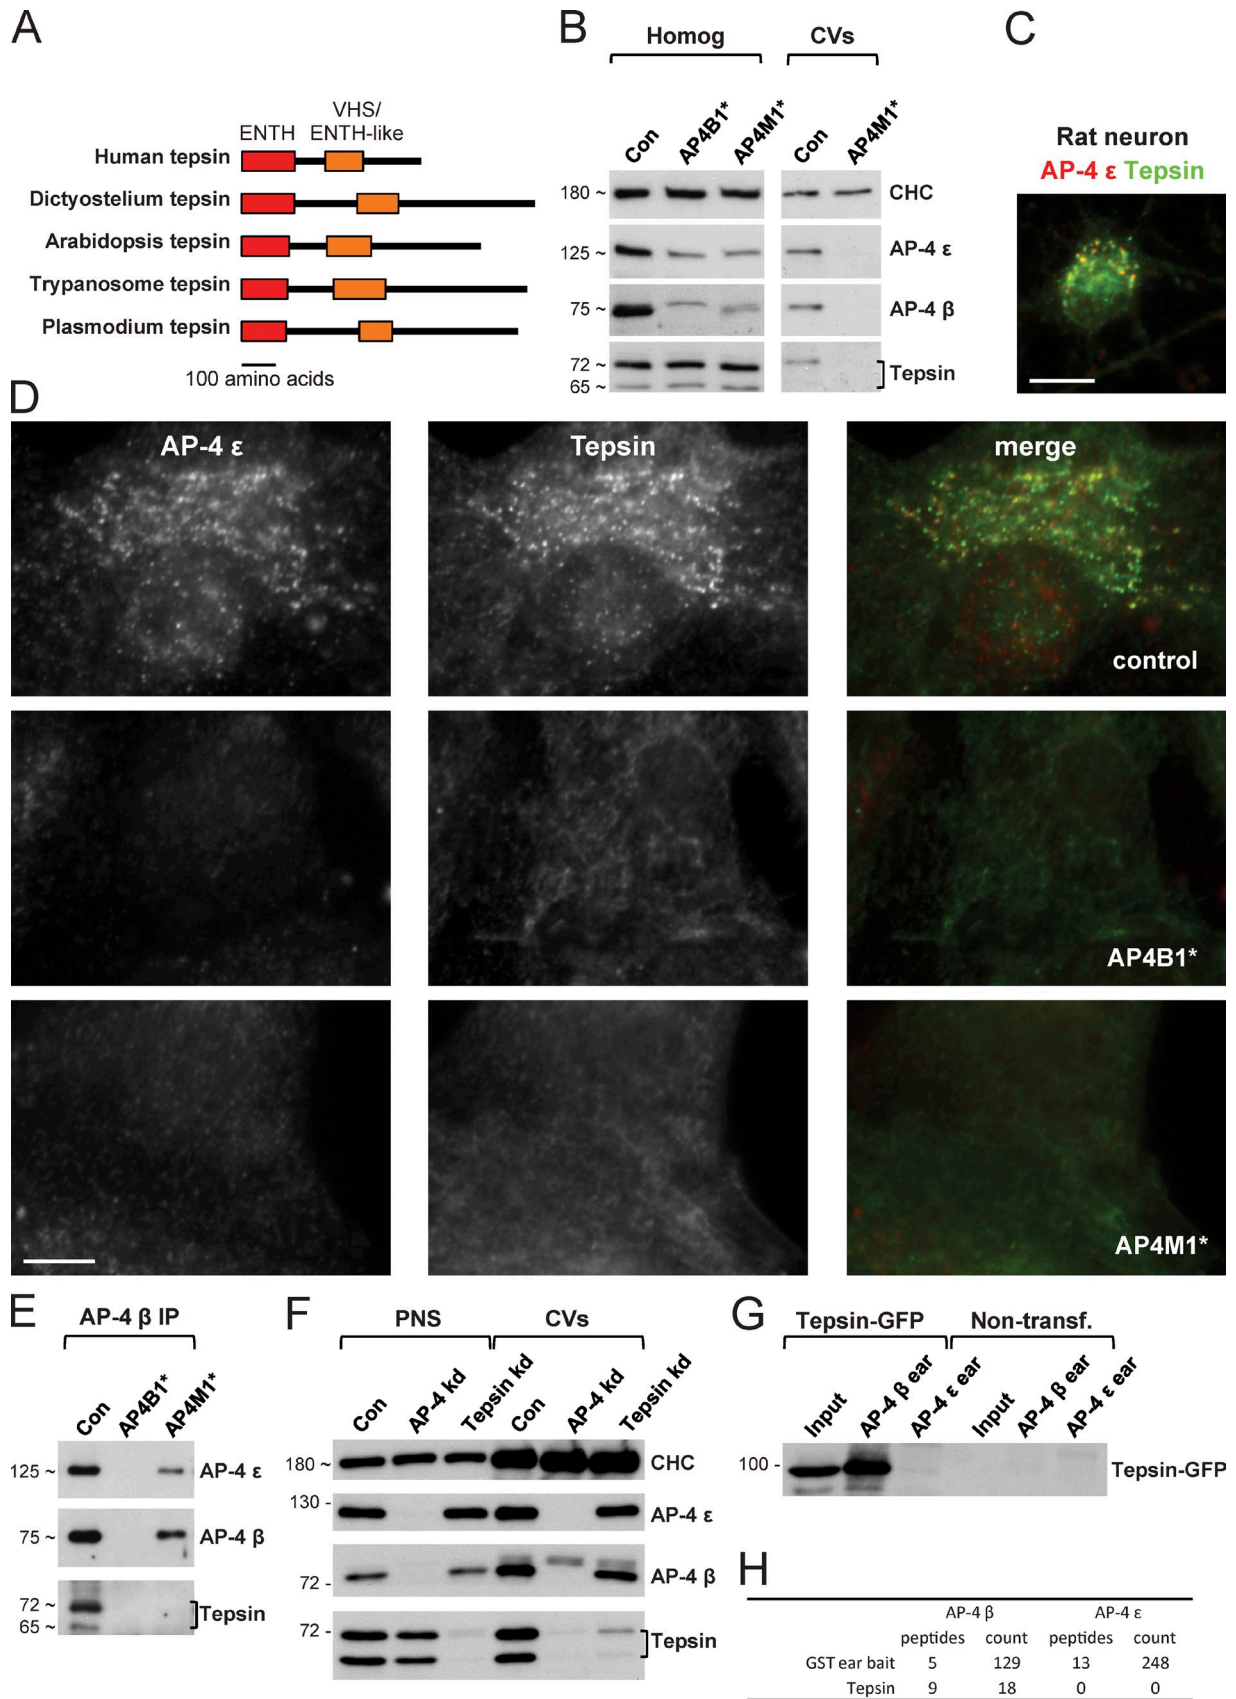 A
ENTH
VHS/
ENTH-like
Human tepsin
Dictyostelium tepsin
Arabidopsis tepsin
Trypanosome tepsin
Plasmodium tepsin
100 amino acids
B
Homog
CVs
Con
AP4B1*
AP4M1*
Con
AP4M1*
180 ~
CHC
125 ~
AP-4 ε
75 ~
AP-4 β
72 ~
65 ~
Tepsin
C
Rat neuron
AP-4 ε Tepsin
D
AP-4 ε
Tepsin
merge
control
AP4B1*
AP4M1*
E
AP-4 β IP
Con
AP4B1*
AP4M1*
125 ~
AP-4 ε
75 ~
AP-4 β
72 ~
65 ~
Tepsin
F
PNS
CVs
Con
AP-4 kd
Tepsin kd
Con
AP-4 kd
Tepsin kd
180 ~
CHC
130 -
AP-4 ε
72 -
AP-4 β
72 -
Tepsin
G
Tepsin-GFP
Non-transf.
Input
AP-4 β ear
AP-4 ε ear
Input
AP-4 β ear
AP-4 ε ear
100 -
Tepsin-GFP
H
AP-4 β AP-4 ε
peptides count peptides count
GST ear bait 5 129 13 248
Tepsin 9 18 0 0